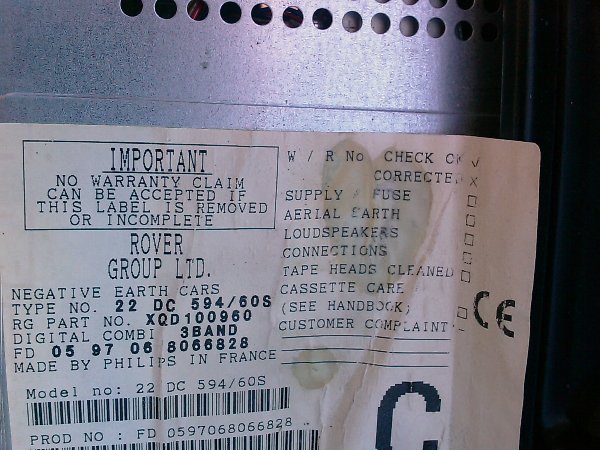 IMPORTANT
NO WARRANTY CLAIM
CAN BE ACCEPTED IF
THIS LABEL IS REMOVED
OR INCOMPLETE
ROVER
GROUP LTD.
NEGATIVE EARTH CARS
TYPE NO. 22 DC 594/60S
RG PART NO. XQD100960
DIGITAL COMBI 3BAND
FD 05 97 06 8066828
MADE BY PHILIPS IN FRANCE
Model no: 22 DC 594/60S
PROD NO : FD 0597068066828
W / R No CHECK OK √
CORRECTED X
SUPPLY / FUSE
AERIAL EARTH
LOUDSPEAKERS
CONNECTIONS
TAPE HEADS CLEANED
CASSETTE CARE
(SEE HANDBOOK)
CUSTOMER COMPLAINT
CE
C